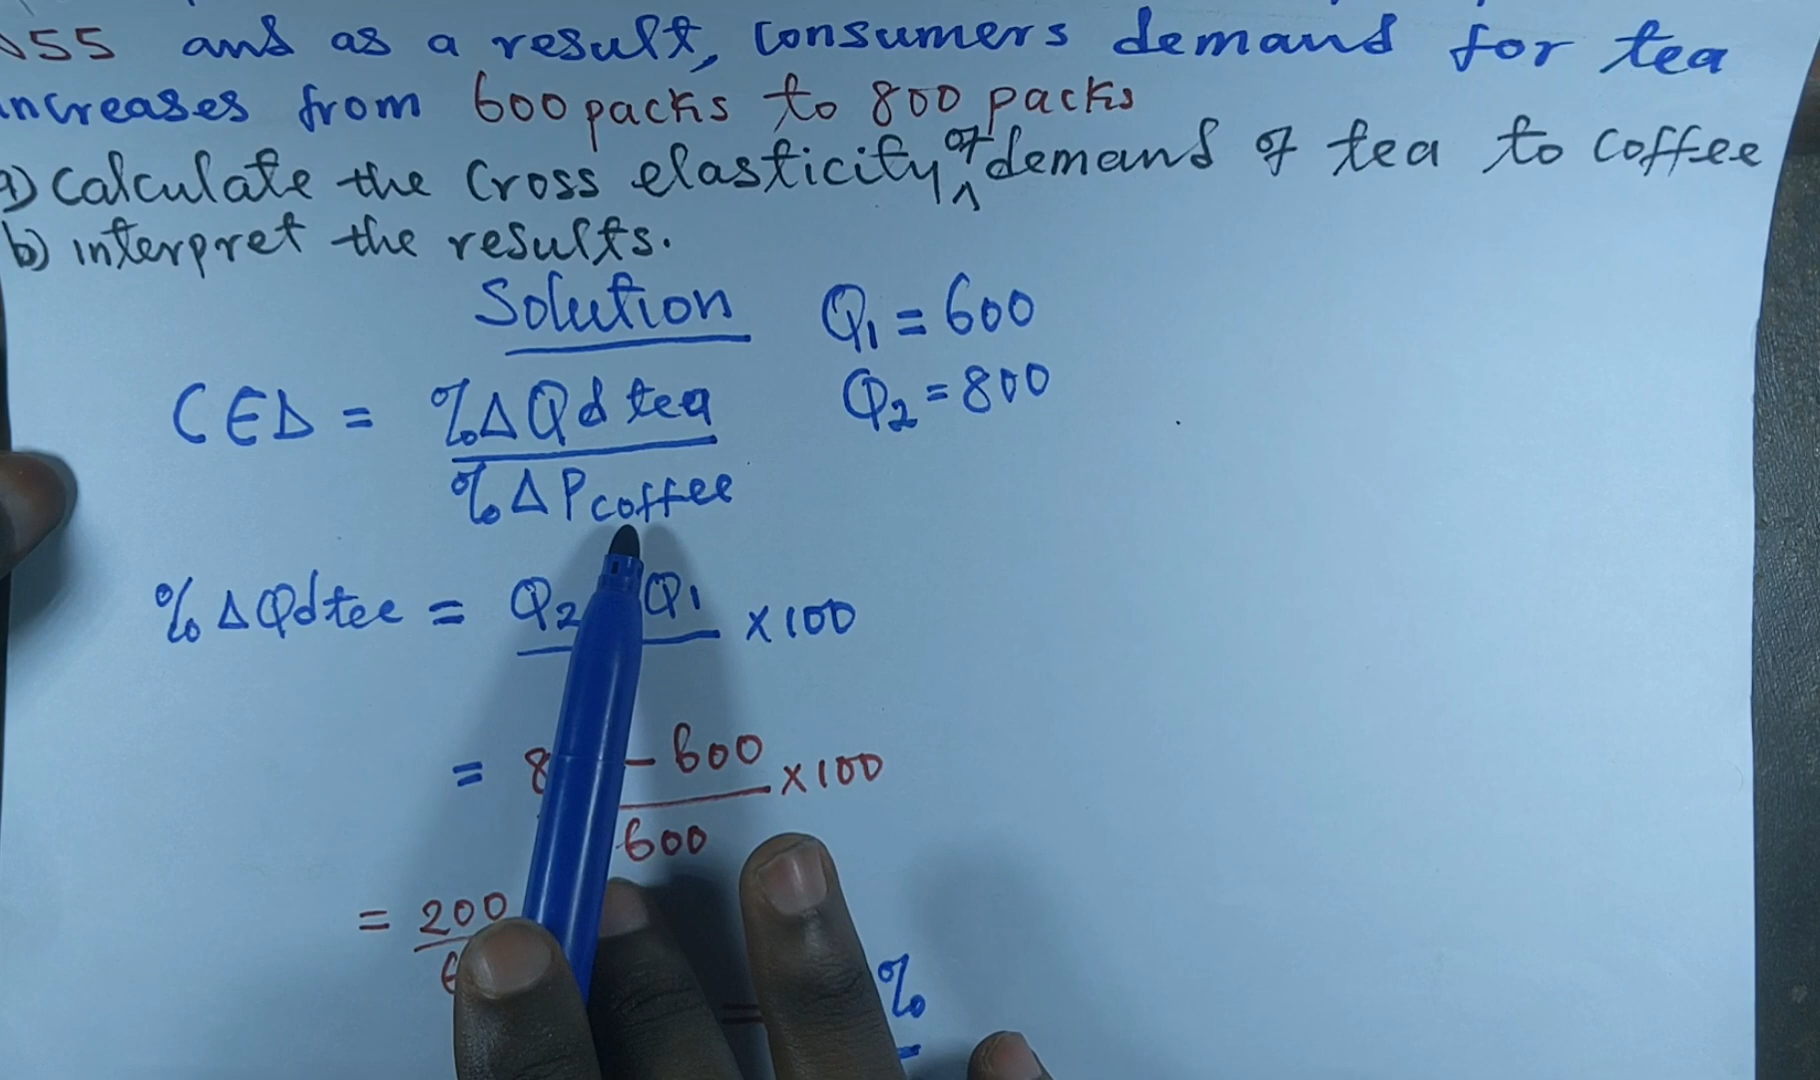 55 and as a result, consumers demand for tea
increases from 600 packs to 800 packs
a) Calculate the Cross elasticity of demand of tea to coffee
b) interpret the results.
Solution
Q1 = 600
Q2 = 800
CED = %ΔQd tea
%ΔPcoffee
%ΔQdtee = Q2 Q1 x100
= 8 - 600 x100
600
= 200
6
= %